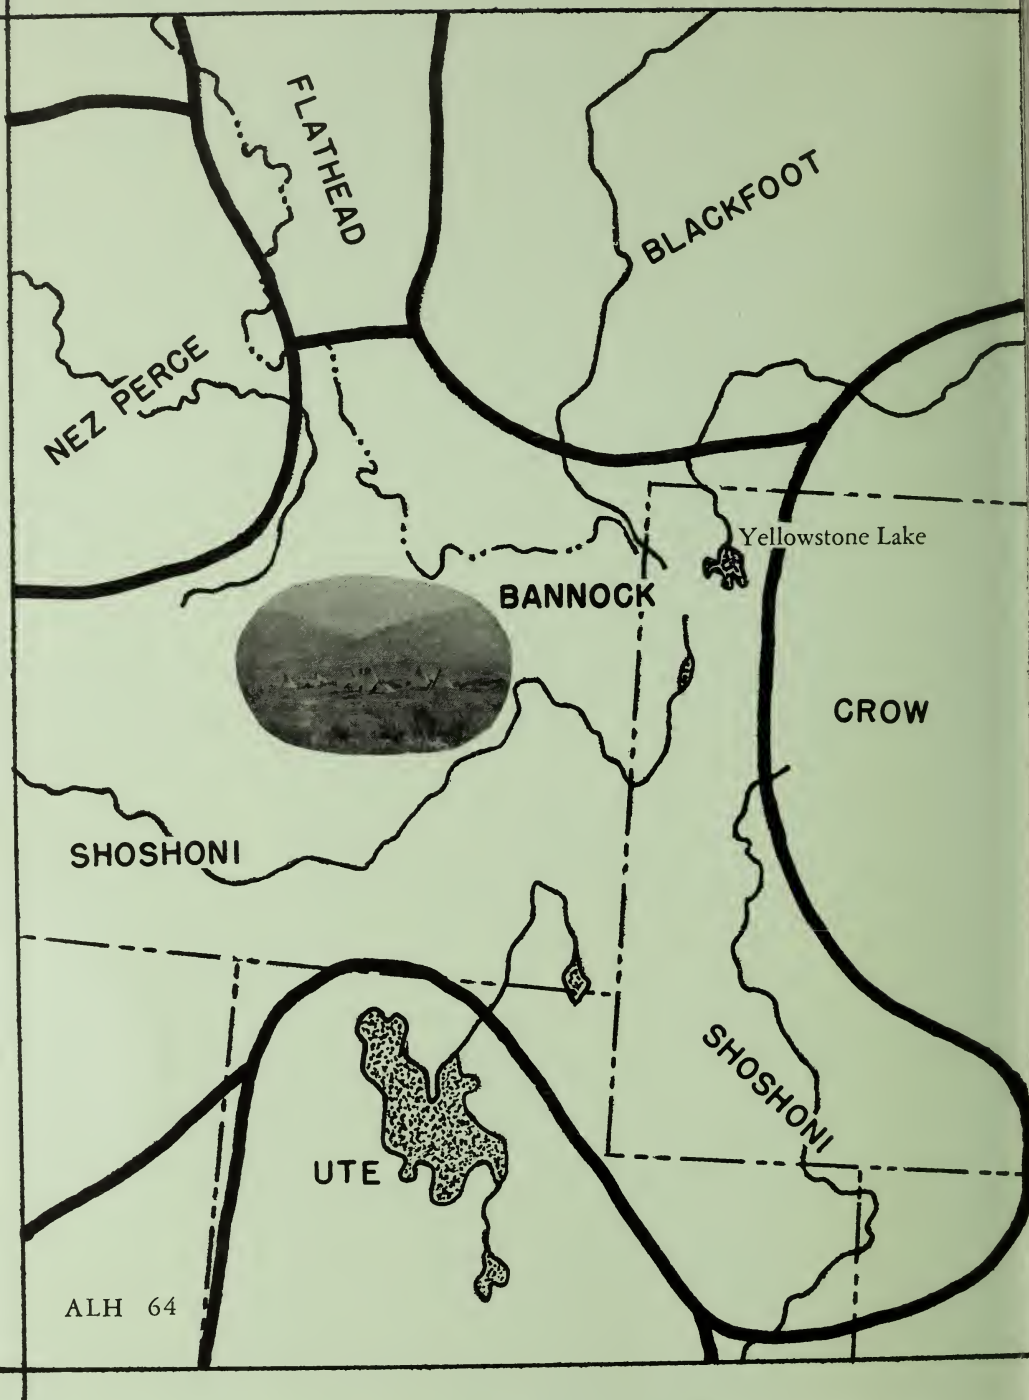 FLATHEAD
BLACKFOOT
NEZ PERCE
Yellowstone Lake
BANNOCK
CROW
SHOSHONI
SHOSHONI
UTE
ALH 64